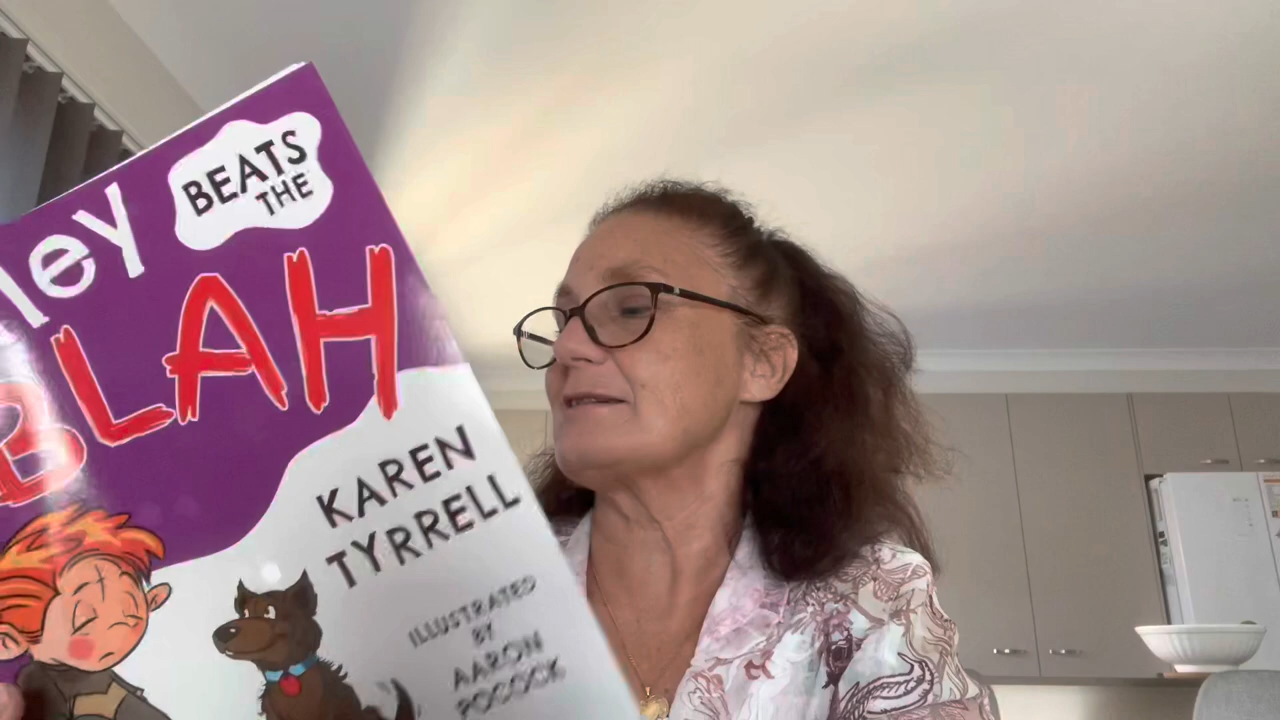 ley BEATS
THE
BLAH
KAREN
TYRRELL
ILLUSTRATED
BY
AARON
POCOCK